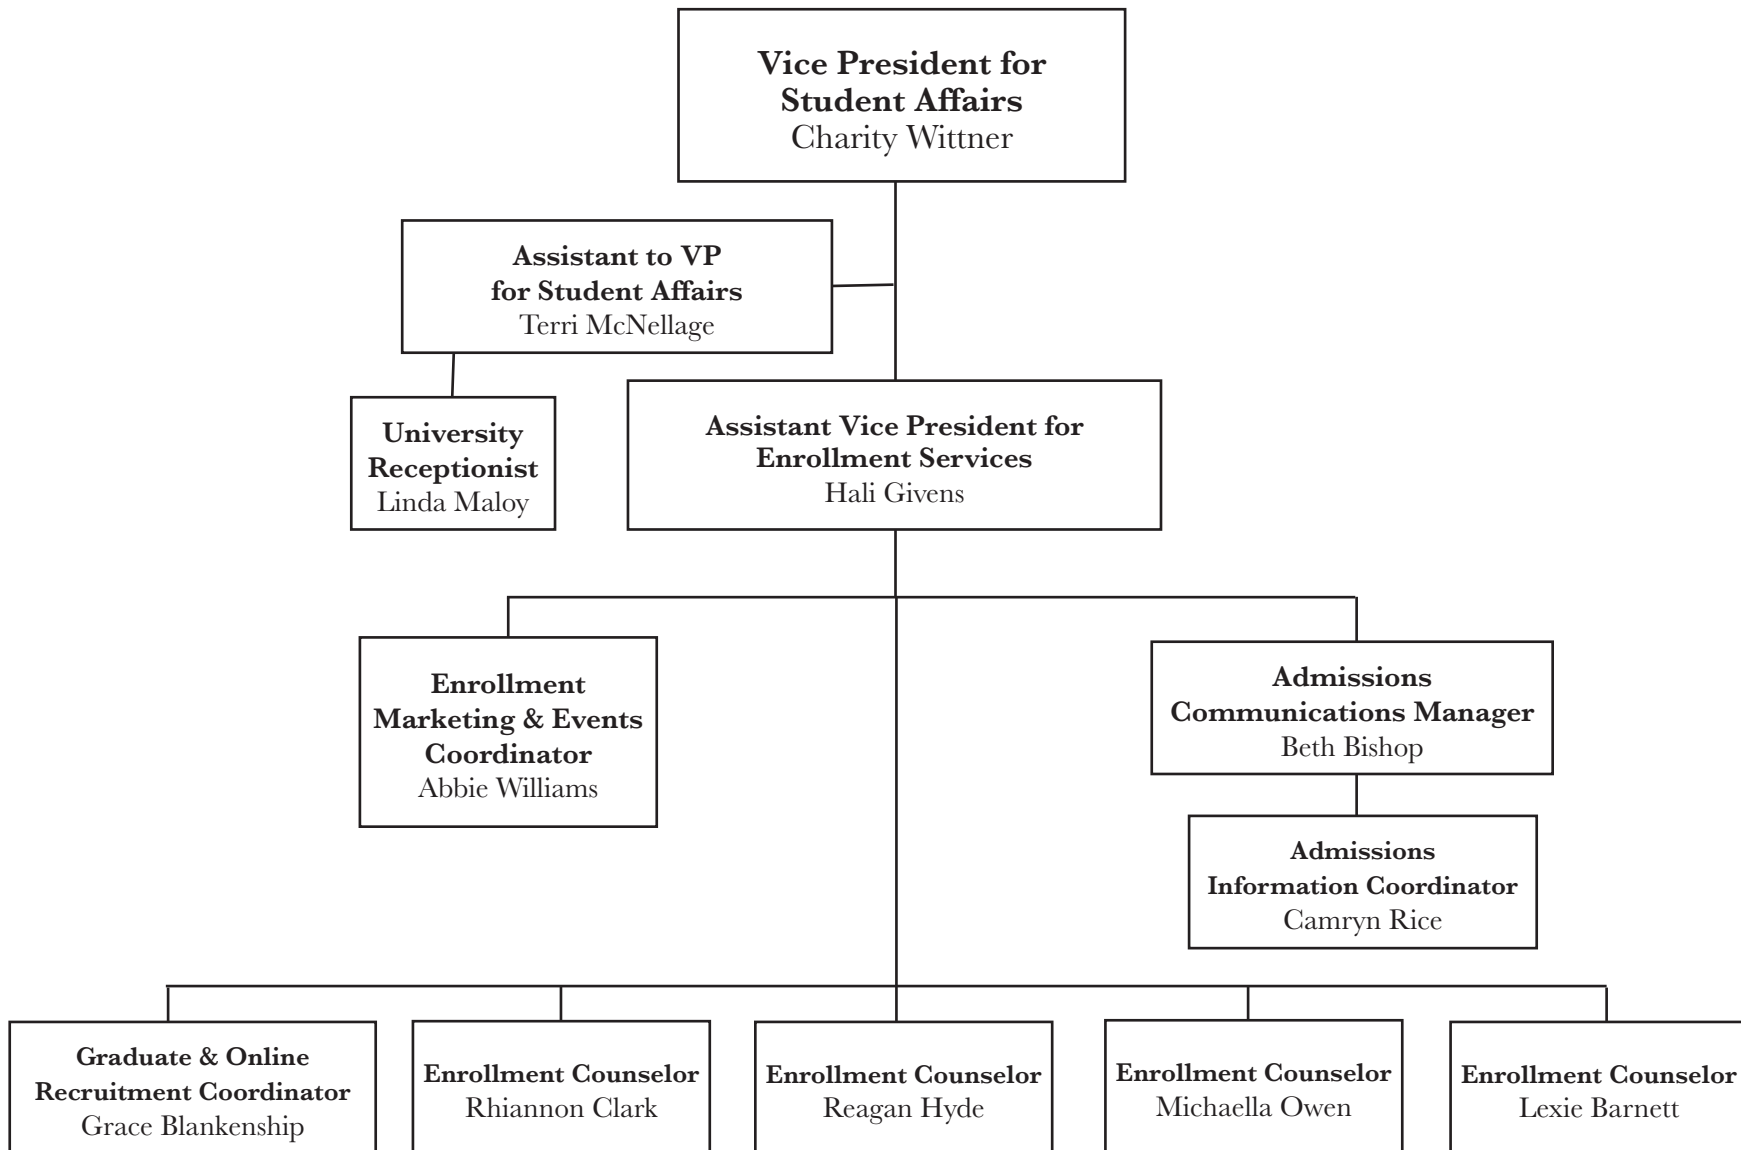 Vice President for
Student Affairs
Charity Wittner
Assistant to VP
for Student Affairs
Terri McNellage
University
Receptionist
Linda Maloy
Assistant Vice President for
Enrollment Services
Hali Givens
Enrollment
Marketing & Events
Coordinator
Abbie Williams
Admissions
Communications Manager
Beth Bishop
Admissions
Information Coordinator
Camryn Rice
Graduate & Online
Recruitment Coordinator
Grace Blankenship
Enrollment Counselor
Rhiannon Clark
Enrollment Counselor
Reagan Hyde
Enrollment Counselor
Michaella Owen
Enrollment Counselor
Lexie Barnett